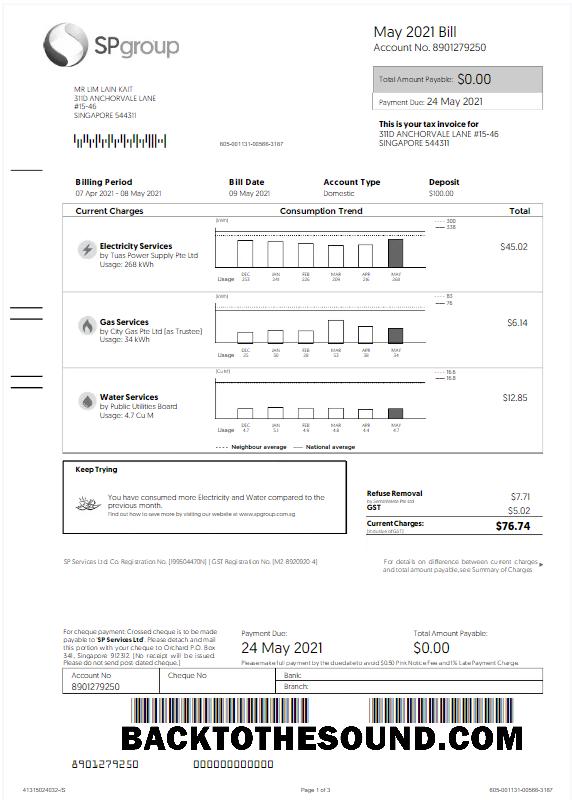 SPgroup
May 2021 Bill
Account No. 8901279250
Total Amount Payable: $0.00
Payment Due: 24 May 2021
MR LIM LAIN KAIT
311D ANCHORVALE LANE
#15-46
SINGAPORE 544311
605-001131-00566-3187
This is your tax invoice for
311D ANCHORVALE LANE #15-46
SINGAPORE 544311
Billing Period Bill Date Account Type Deposit
07 Apr 2021 - 08 May 2021 09 May 2021 Domestic $100.00
Current Charges Consumption Trend Total
(kWh) 300
338
Electricity Services
by Tuas Power Supply Pte Ltd
Usage: 268 kWh
$45.02
DEC JAN FEB MAR APR MAY
Usage 253 241 226 209 216 268
(kWh) 83
76
Gas Services
by City Gas Pte Ltd (as Trustee)
Usage: 34 kWh
$6.14
DEC JAN FEB MAR APR MAY
Usage 25 30 28 53 38 34
(Cu M) 16.6
16.8
Water Services
by Public Utilities Board
Usage: 4.7 Cu M
$12.85
DEC JAN FEB MAR APR MAY
Usage 4.7 5.1 4.9 4.8 4.4 4.7
Neighbour average National average
Keep Trying
You have consumed more Electricity and Water compared to the
previous month.
Find out how to save more by visiting our website at www.spgroup.com.sg
Refuse Removal $7.71
GST $5.02
Current Charges: $76.74
(Inclusive of GST)
SP Services Ltd. Co. Registration No. [199504470N] | GST Registration No. [M2-8920920-4]
For details on difference between current charges
and total amount payable, see Summary of Charges
For cheque payment: Crossed cheque is to be made
payable to 'SP Services Ltd'. Please detach and mail
this portion with your cheque to Orchard P.O. Box
341, Singapore 912312. [No receipt will be issued.
Please do not send post dated cheque.]
Payment Due: Total Amount Payable:
24 May 2021 $0.00
Please make full payment by the due date to avoid $0.50 Pink Notice Fee and 1% Late Payment Charge.
Account No Cheque No Bank:
8901279250 Branch:
BACKTOTHESOUND.COM
8901279250 000000000000
41315024032-/S Page 1 of 3 605-001131-00566-3187